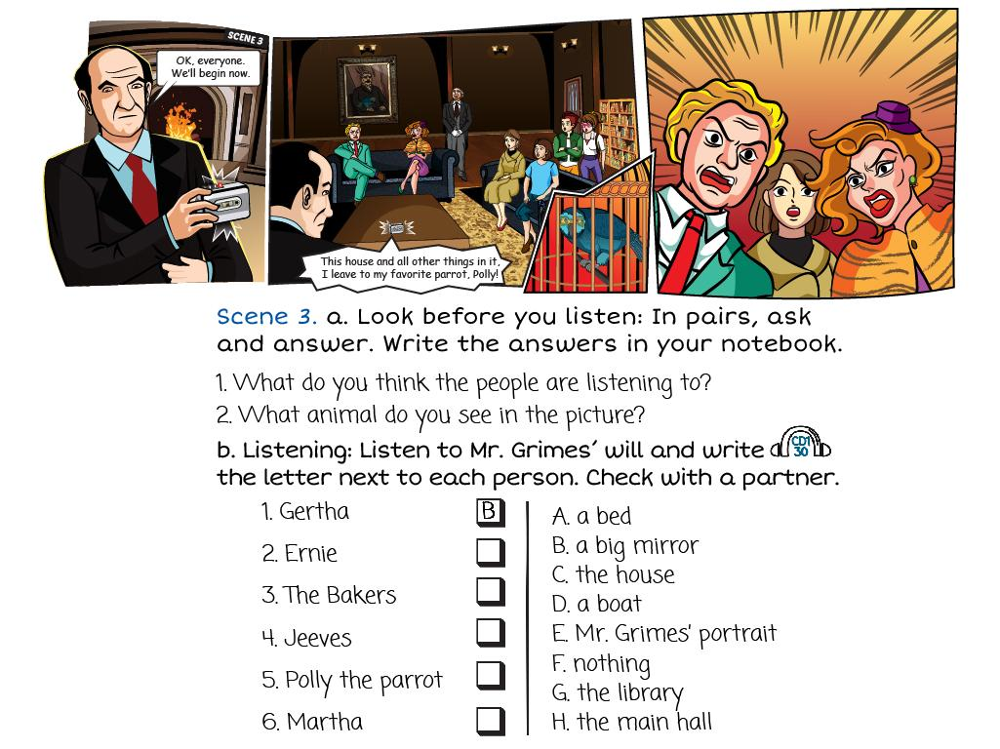 SCENE 3
OK, everyone.
We'll begin now.
This house and all other things in it,
I leave to my favorite parrot, Polly!
Scene 3. a. Look before you listen: In pairs, ask
and answer. Write the answers in your notebook.
1. What do you think the people are listening to?
2. What animal do you see in the picture?
b. Listening: Listen to Mr. Grimes' will and write
CD1
30
the letter next to each person. Check with a partner.
1. Gertha B
2. Ernie
3. The Bakers
4. Jeeves
5. Polly the parrot
6. Martha
A. a bed
B. a big mirror
C. the house
D. a boat
E. Mr. Grimes' portrait
F. nothing
G. the library
H. the main hall